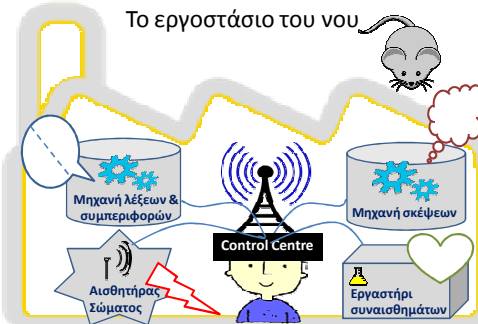 Το εργοστάσιο του νου
Μηχανή λέξεων &
συμπεριφορών
Μηχανή σκέψεων
Control Centre
Αισθητήρας
Σώματος
Εργαστήρι
συναισθημάτων